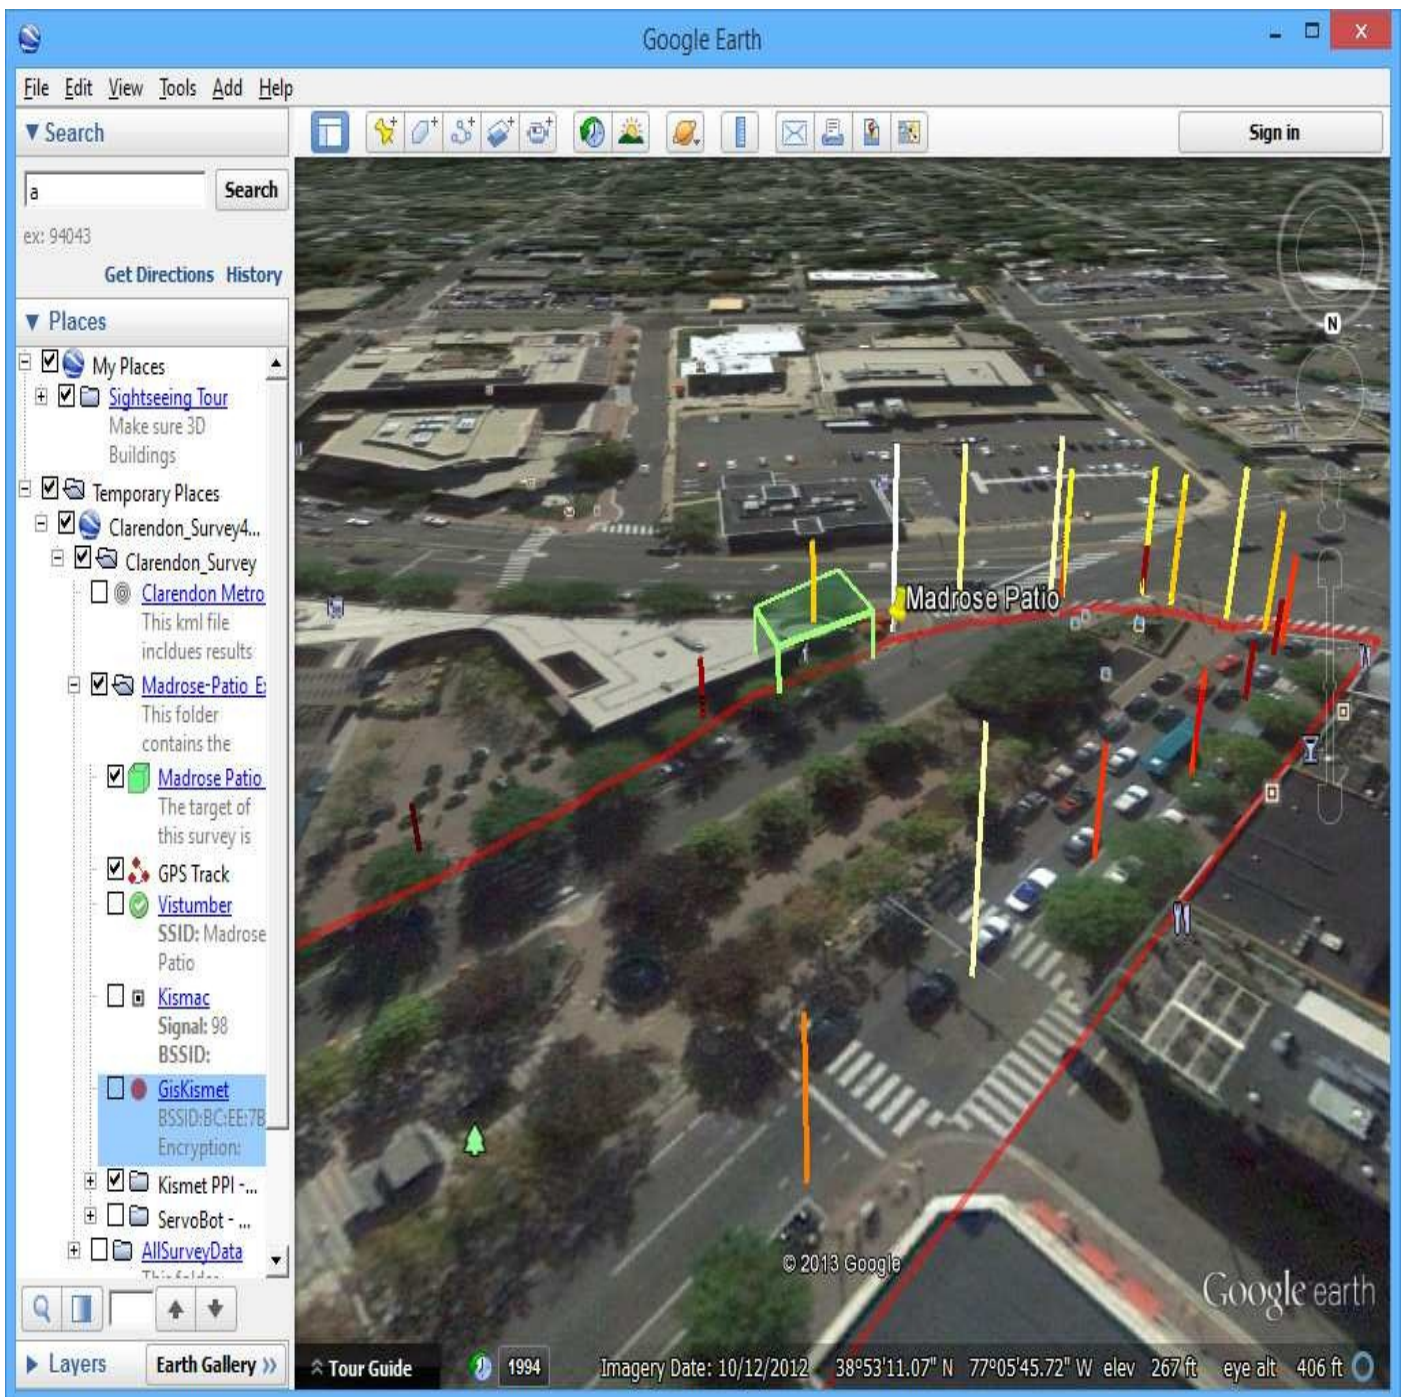 Google Earth
File Edit View Tools Add Help
Search
a
Search
ex: 94043
Get Directions History
Places
My Places
Sightseeing Tour
Make sure 3D
Buildings
Temporary Places
Clarendon_Survey4...
Clarendon_Survey
Clarendon Metro
This kml file
incldues results
Madrose-Patio
This folder
contains the
Madrose Patio
The target of
this survey is
GPS Track
Vistumber
SSID: Madrose
Patio
Kismac
Signal: 98
BSSID:
GisKismet
BSSID:BC:EE:7B
Encryption:
Kismet PPI -...
ServoBot - ...
AllSurveyData
Layers
Earth Gallery »
Sign in
N
Madrose Patio
© 2013 Google
Google earth
Tour Guide
1994
Imagery Date: 10/12/2012 38°53'11.07" N 77°05'45.72" W elev 267 ft eye alt 406 ft